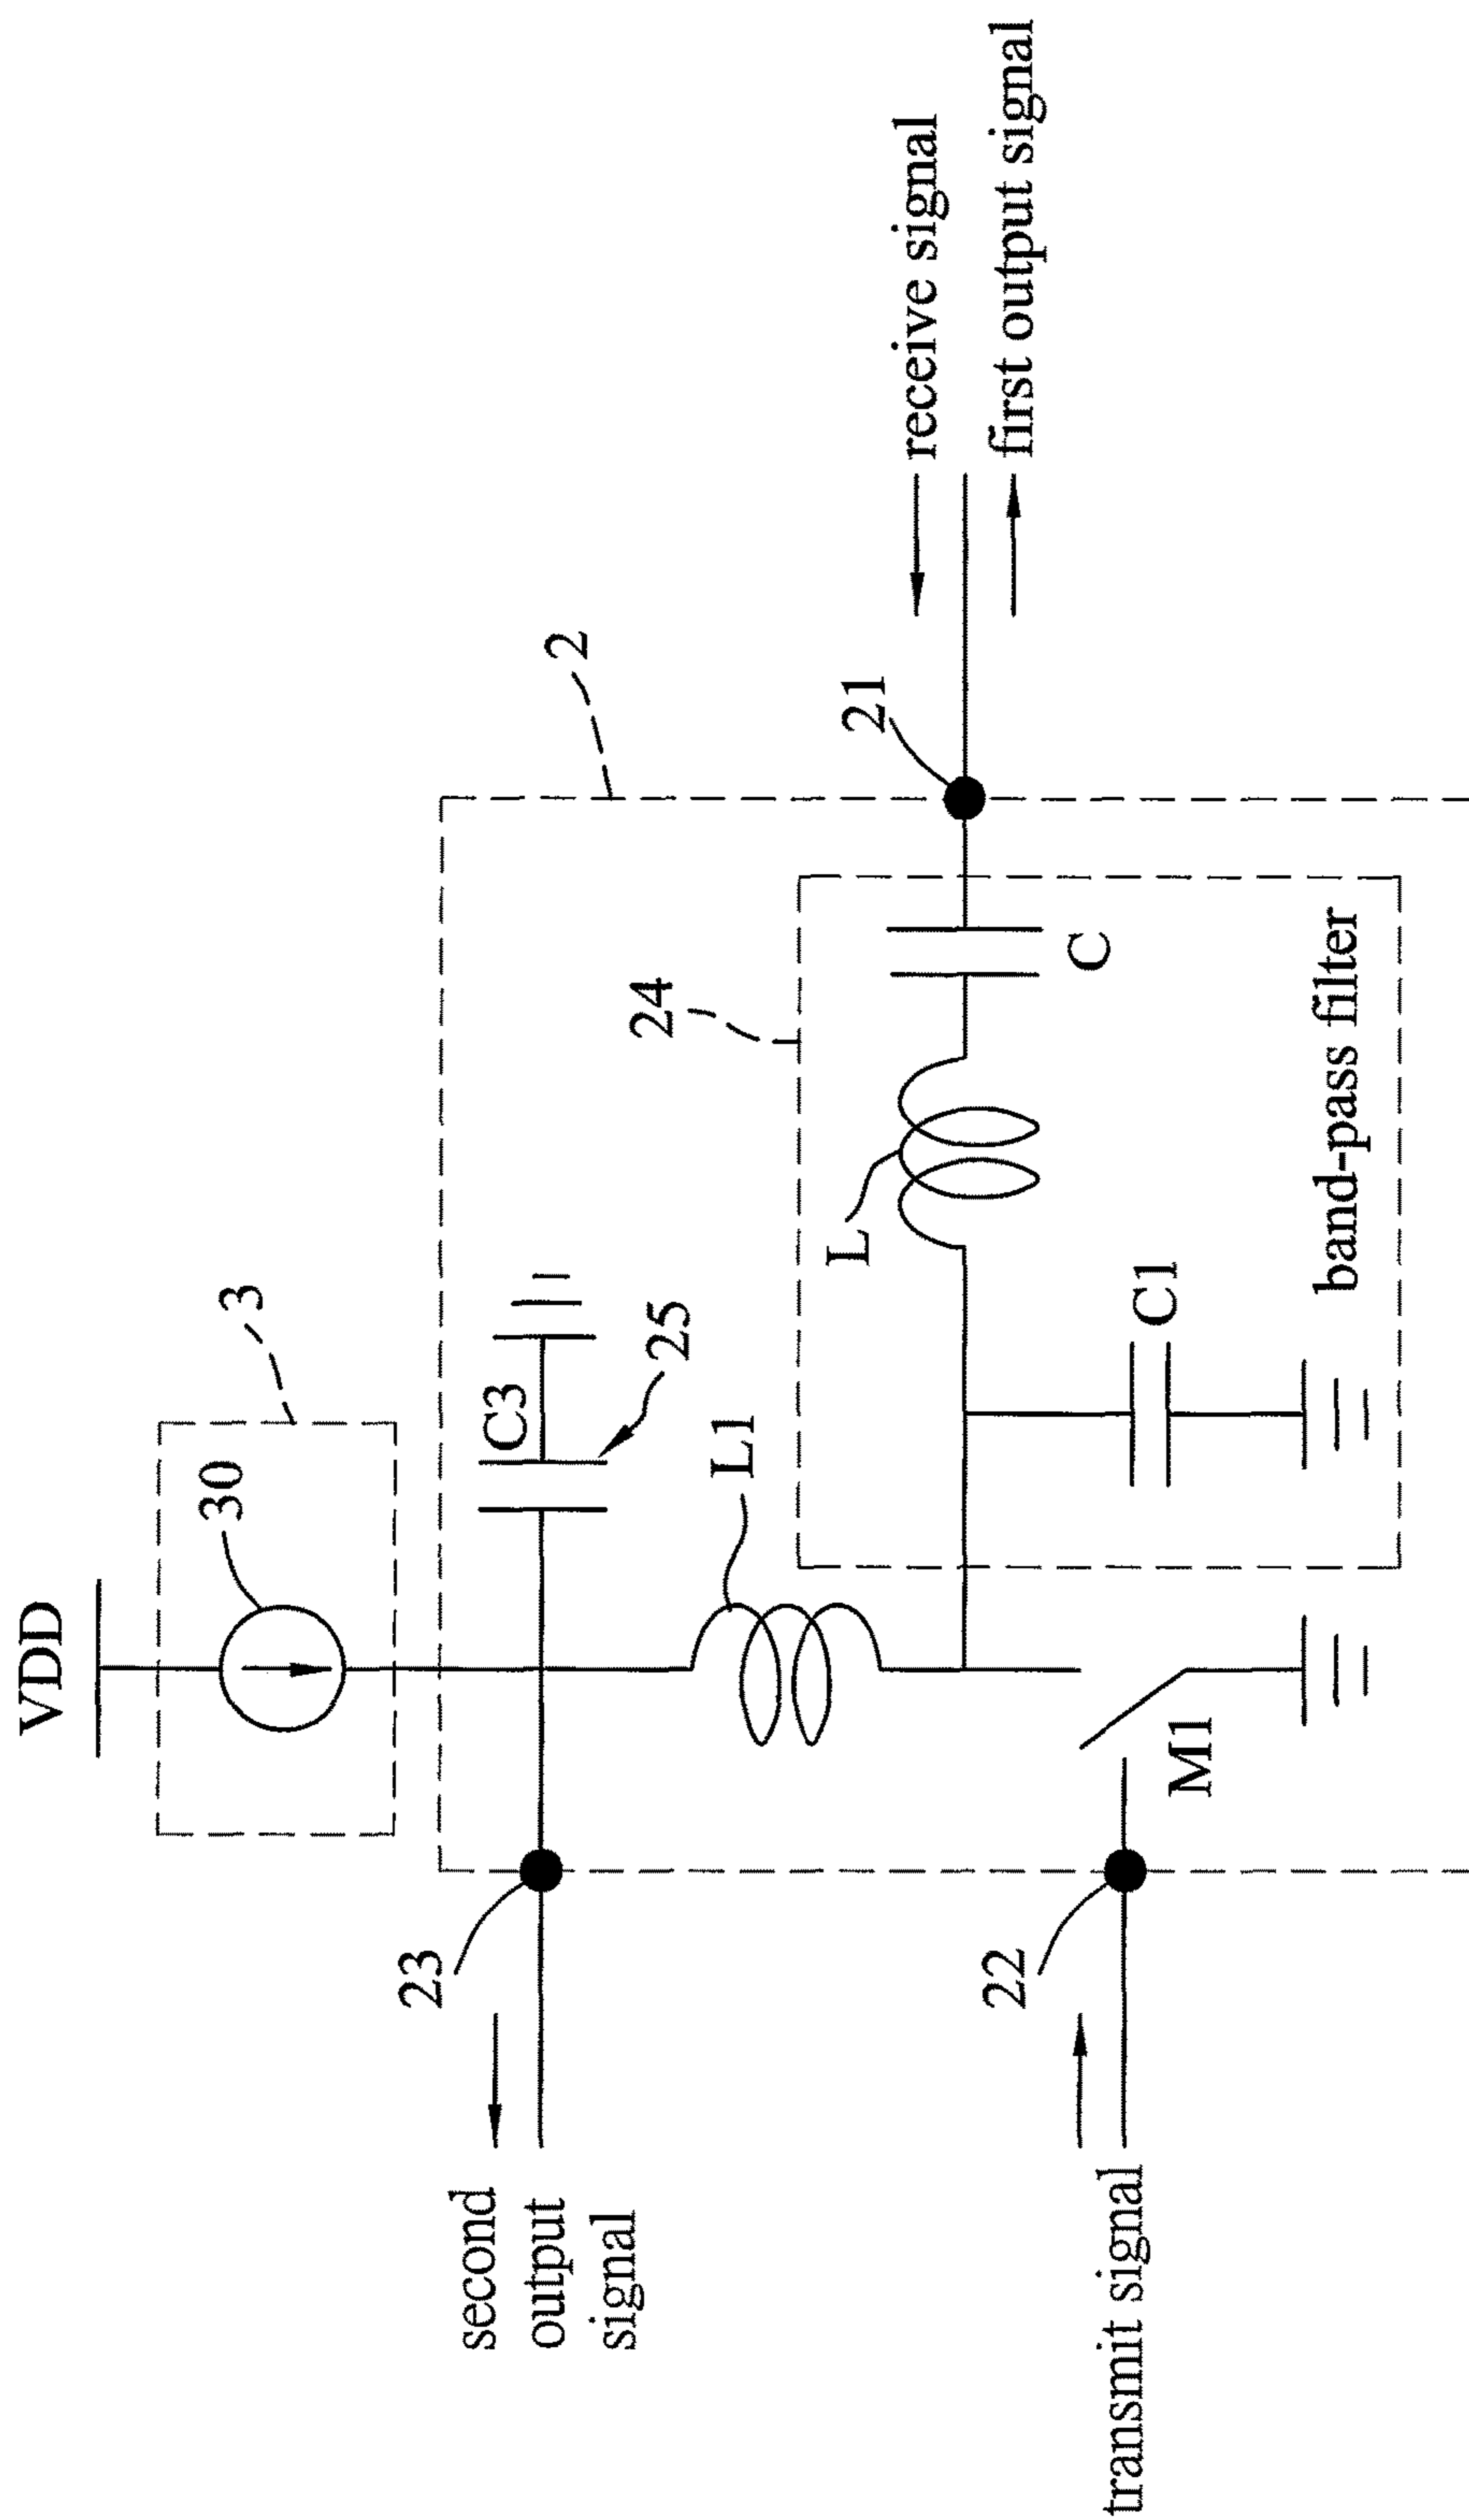 VDD
3
30
2
C3
25
23
second
output
signal
L1
24
21
receive signal
first output signal
L
C
C1
22
M1
band-pass filter
transmit signal